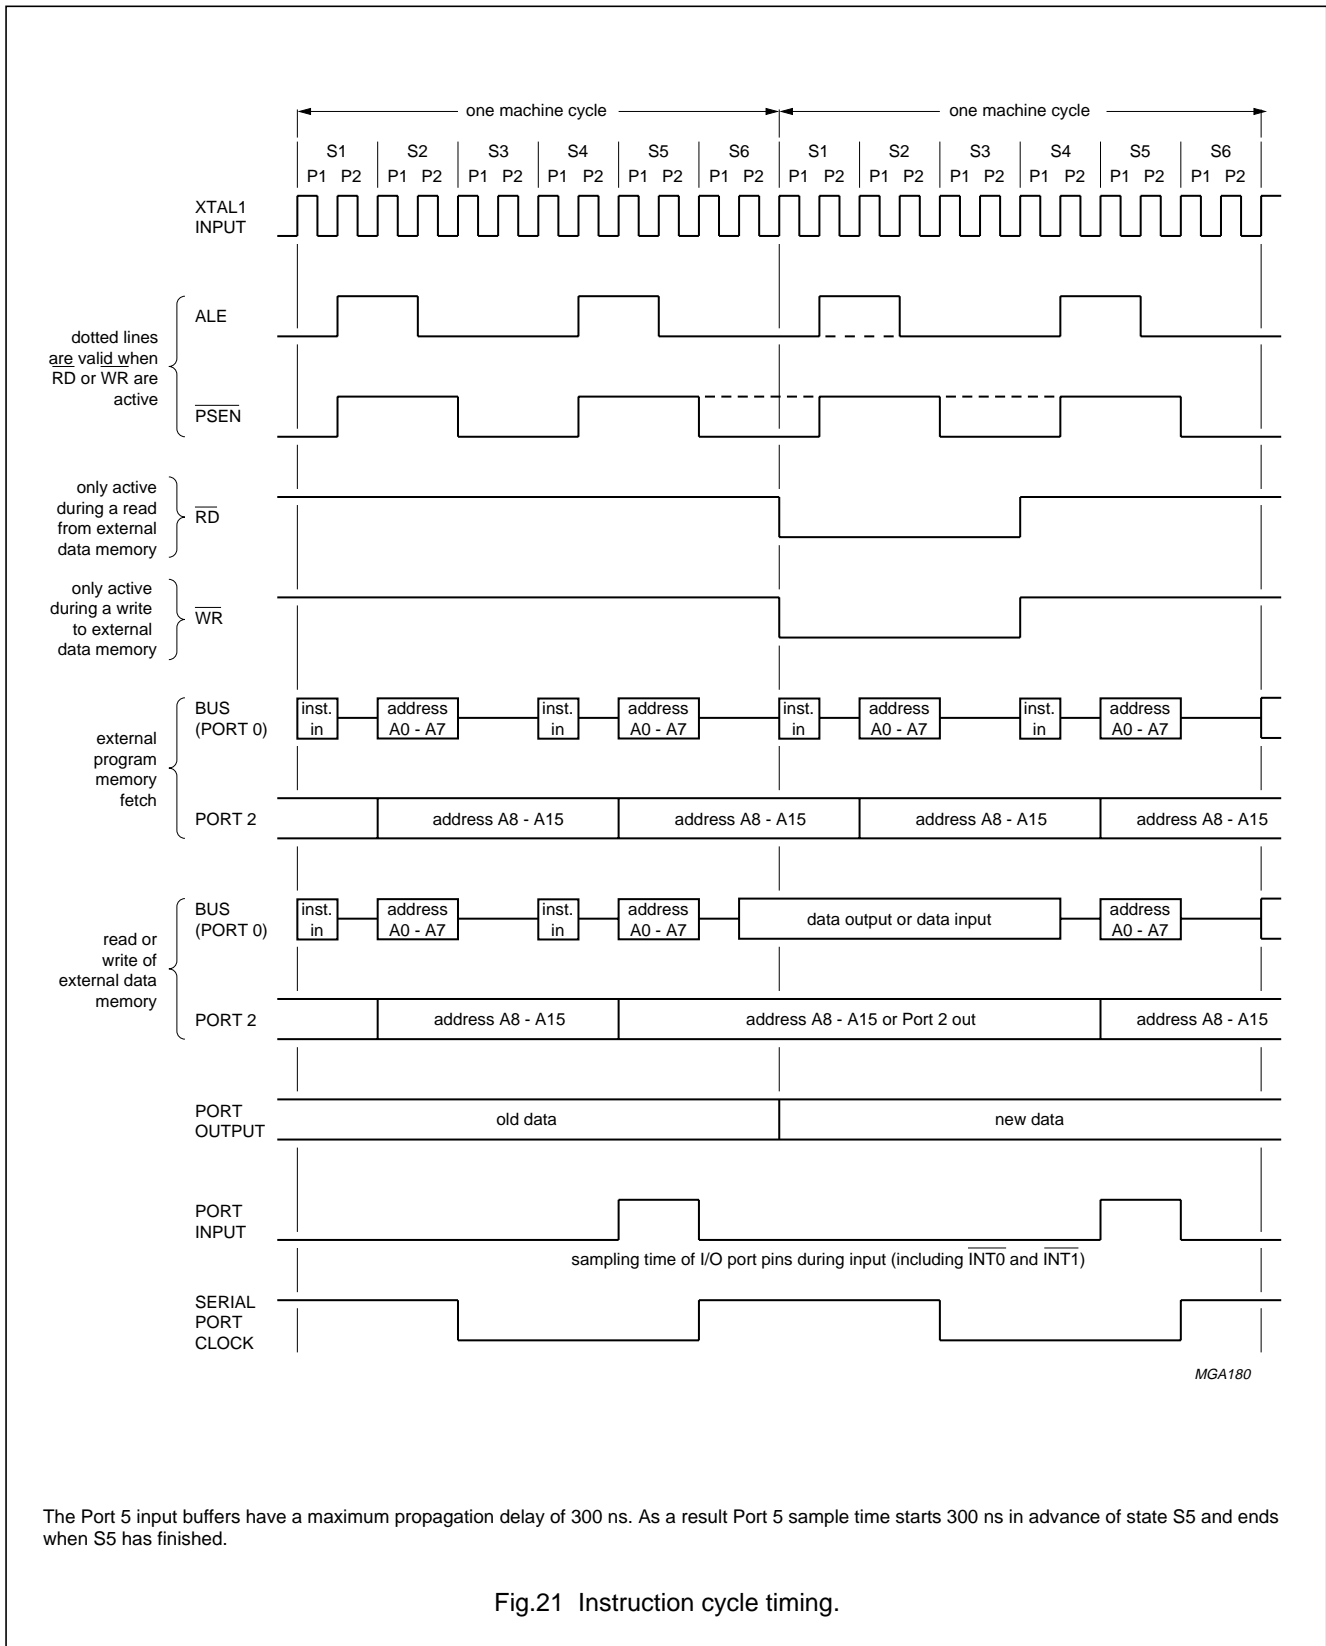 one machine cycle one machine cycle
S1 S2 S3 S4 S5 S6 S1 S2 S3 S4 S5 S6
P1 P2 P1 P2 P1 P2 P1 P2 P1 P2 P1 P2 P1 P2 P1 P2 P1 P2 P1 P2 P1 P2 P1 P2
XTAL1
INPUT
dotted lines
are valid when
RD or WR are
active
ALE
PSEN
only active
during a read
from external
data memory
RD
only active
during a write
to external
data memory
WR
external
program
memory
fetch
BUS
(PORT 0)
inst.
in
address
A0 - A7
inst.
in
address
A0 - A7
inst.
in
address
A0 - A7
inst.
in
address
A0 - A7
PORT 2
address A8 - A15 address A8 - A15 address A8 - A15 address A8 - A15
read or
write of
external data
memory
BUS
(PORT 0)
inst.
in
address
A0 - A7
inst.
in
address
A0 - A7
data output or data input
address
A0 - A7
PORT 2
address A8 - A15 address A8 - A15 or Port 2 out address A8 - A15
PORT
OUTPUT
old data new data
PORT
INPUT
sampling time of I/O port pins during input (including INT0 and INT1)
SERIAL
PORT
CLOCK
MGA180
The Port 5 input buffers have a maximum propagation delay of 300 ns. As a result Port 5 sample time starts 300 ns in advance of state S5 and ends
when S5 has finished.
Fig.21 Instruction cycle timing.